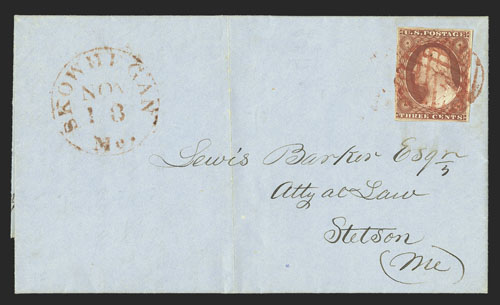 U.S. POSTAGE
THREE CENTS
SKOWHEGAN
NOV
13
Me.
Lewis Barker Esqr
Atty at Law
Stetson
(Me)